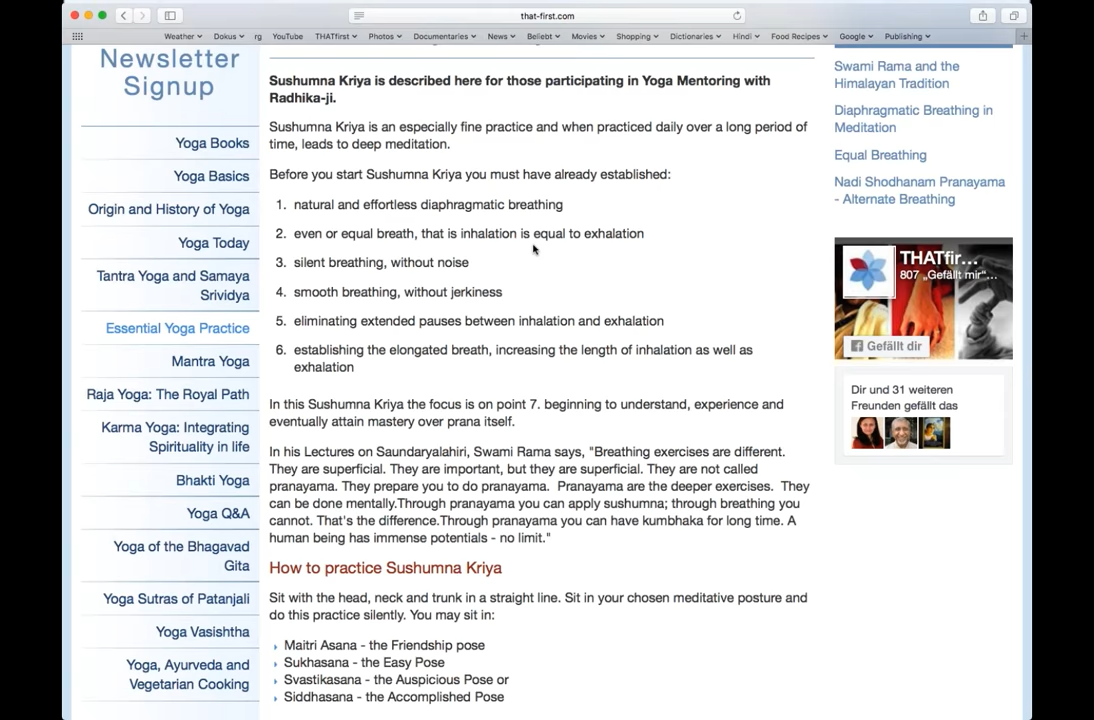 that-first.com
Weather Dokus rg YouTube THATfirst Photos Documentaries News Beliebt Movies Shopping Dictionaries Hindi Food Recipes Google Publishing
Newsletter
Signup
Yoga Books
Yoga Basics
Origin and History of Yoga
Yoga Today
Tantra Yoga and Samaya
Srividya
Essential Yoga Practice
Mantra Yoga
Raja Yoga: The Royal Path
Karma Yoga: Integrating
Spirituality in life
Bhakti Yoga
Yoga Q&A
Yoga of the Bhagavad
Gita
Yoga Sutras of Patanjali
Yoga Vasishtha
Yoga, Ayurveda and
Vegetarian Cooking
Sushumna Kriya is described here for those participating in Yoga Mentoring with
Radhika-ji.
Sushumna Kriya is an especially fine practice and when practiced daily over a long period of
time, leads to deep meditation.
Before you start Sushumna Kriya you must have already established:
1. natural and effortless diaphragmatic breathing
2. even or equal breath, that is inhalation is equal to exhalation
3. silent breathing, without noise
4. smooth breathing, without jerkiness
5. eliminating extended pauses between inhalation and exhalation
6. establishing the elongated breath, increasing the length of inhalation as well as
exhalation
In this Sushumna Kriya the focus is on point 7. beginning to understand, experience and
eventually attain mastery over prana itself.
In his Lectures on Saundaryalahiri, Swami Rama says, "Breathing exercises are different.
They are superficial. They are important, but they are superficial. They are not called
pranayama. They prepare you to do pranayama.  Pranayama are the deeper exercises.  They
can be done mentally.Through pranayama you can apply sushumna; through breathing you
cannot. That's the difference.Through pranayama you can have kumbhaka for long time. A
human being has immense potentials - no limit."
How to practice Sushumna Kriya
Sit with the head, neck and trunk in a straight line. Sit in your chosen meditative posture and
do this practice silently. You may sit in:
Maitri Asana - the Friendship pose
Sukhasana - the Easy Pose
Svastikasana - the Auspicious Pose or
Siddhasana - the Accomplished Pose
Swami Rama and the
Himalayan Tradition
Diaphragmatic Breathing in
Meditation
Equal Breathing
Nadi Shodhanam Pranayama
- Alternate Breathing
THATfir...
807 „Gefällt mir“...
Gefällt dir
Dir und 31 weiteren
Freunden gefällt das